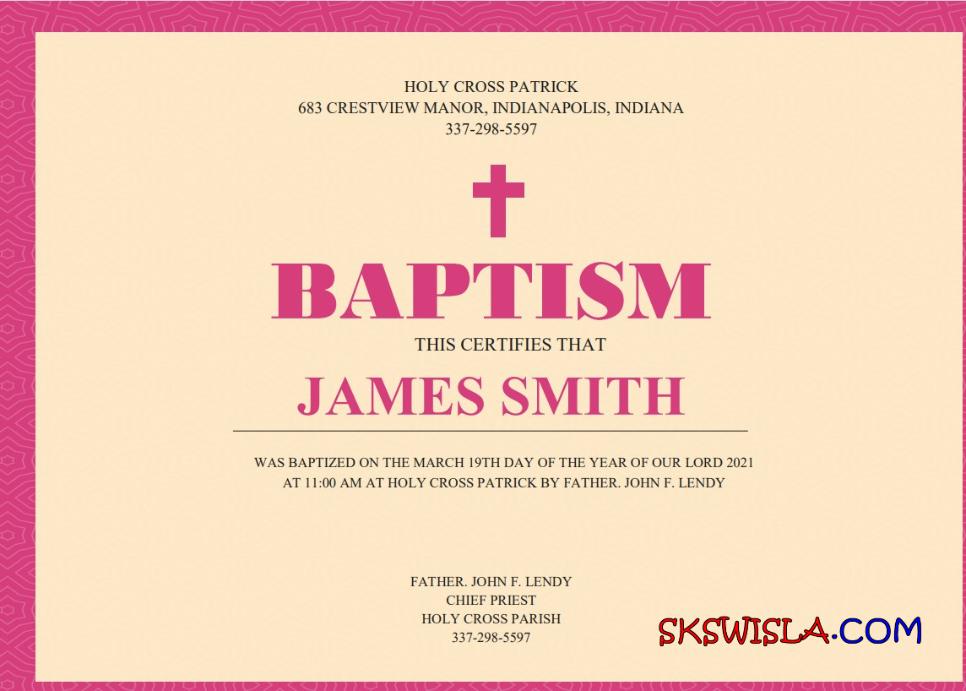 HOLY CROSS PATRICK
683 CRESTVIEW MANOR, INDIANAPOLIS, INDIANA
337-298-5597
BAPTISM
THIS CERTIFIES THAT
JAMES SMITH
WAS BAPTIZED ON THE MARCH 19TH DAY OF THE YEAR OF OUR LORD 2021
AT 11:00 AM AT HOLY CROSS PATRICK BY FATHER. JOHN F. LENDY
FATHER. JOHN F. LENDY
CHIEF PRIEST
HOLY CROSS PARISH
337-298-5597
SKSWISLA.COM